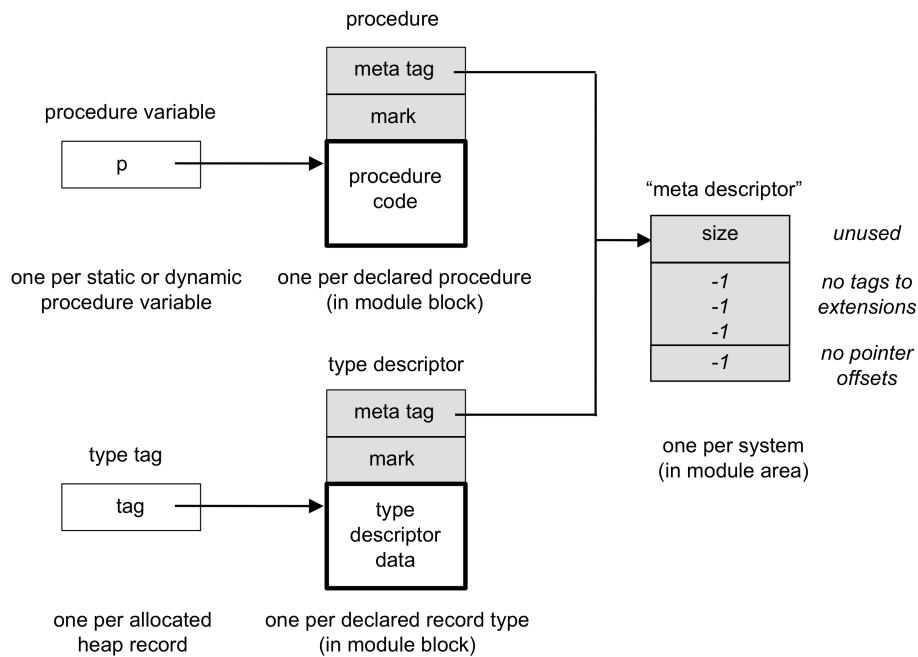 procedure
meta tag
mark
procedure variable
p
procedure
code
one per static or dynamic
procedure variable
one per declared procedure
(in module block)
“meta descriptor”
size
unused
-1
-1
-1
no tags to
extensions
-1
no pointer
offsets
one per system
(in module area)
type descriptor
meta tag
mark
type tag
tag
type
descriptor
data
one per allocated
heap record
one per declared record type
(in module block)